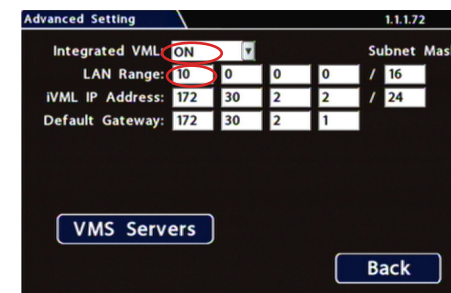 Advanced Setting 1.1.1.72
Integrated VML: ON Subnet Mas
LAN Range: 10 0 0 0 / 16
iVML IP Address: 172 30 2 2 / 24
Default Gateway: 172 30 2 1
VMS Servers
Back